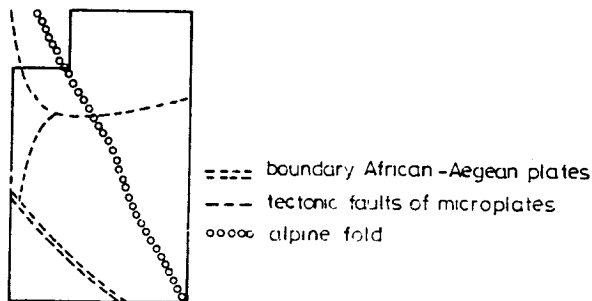 boundary African-Aegean plates
tectonic faults of microplates
alpine fold